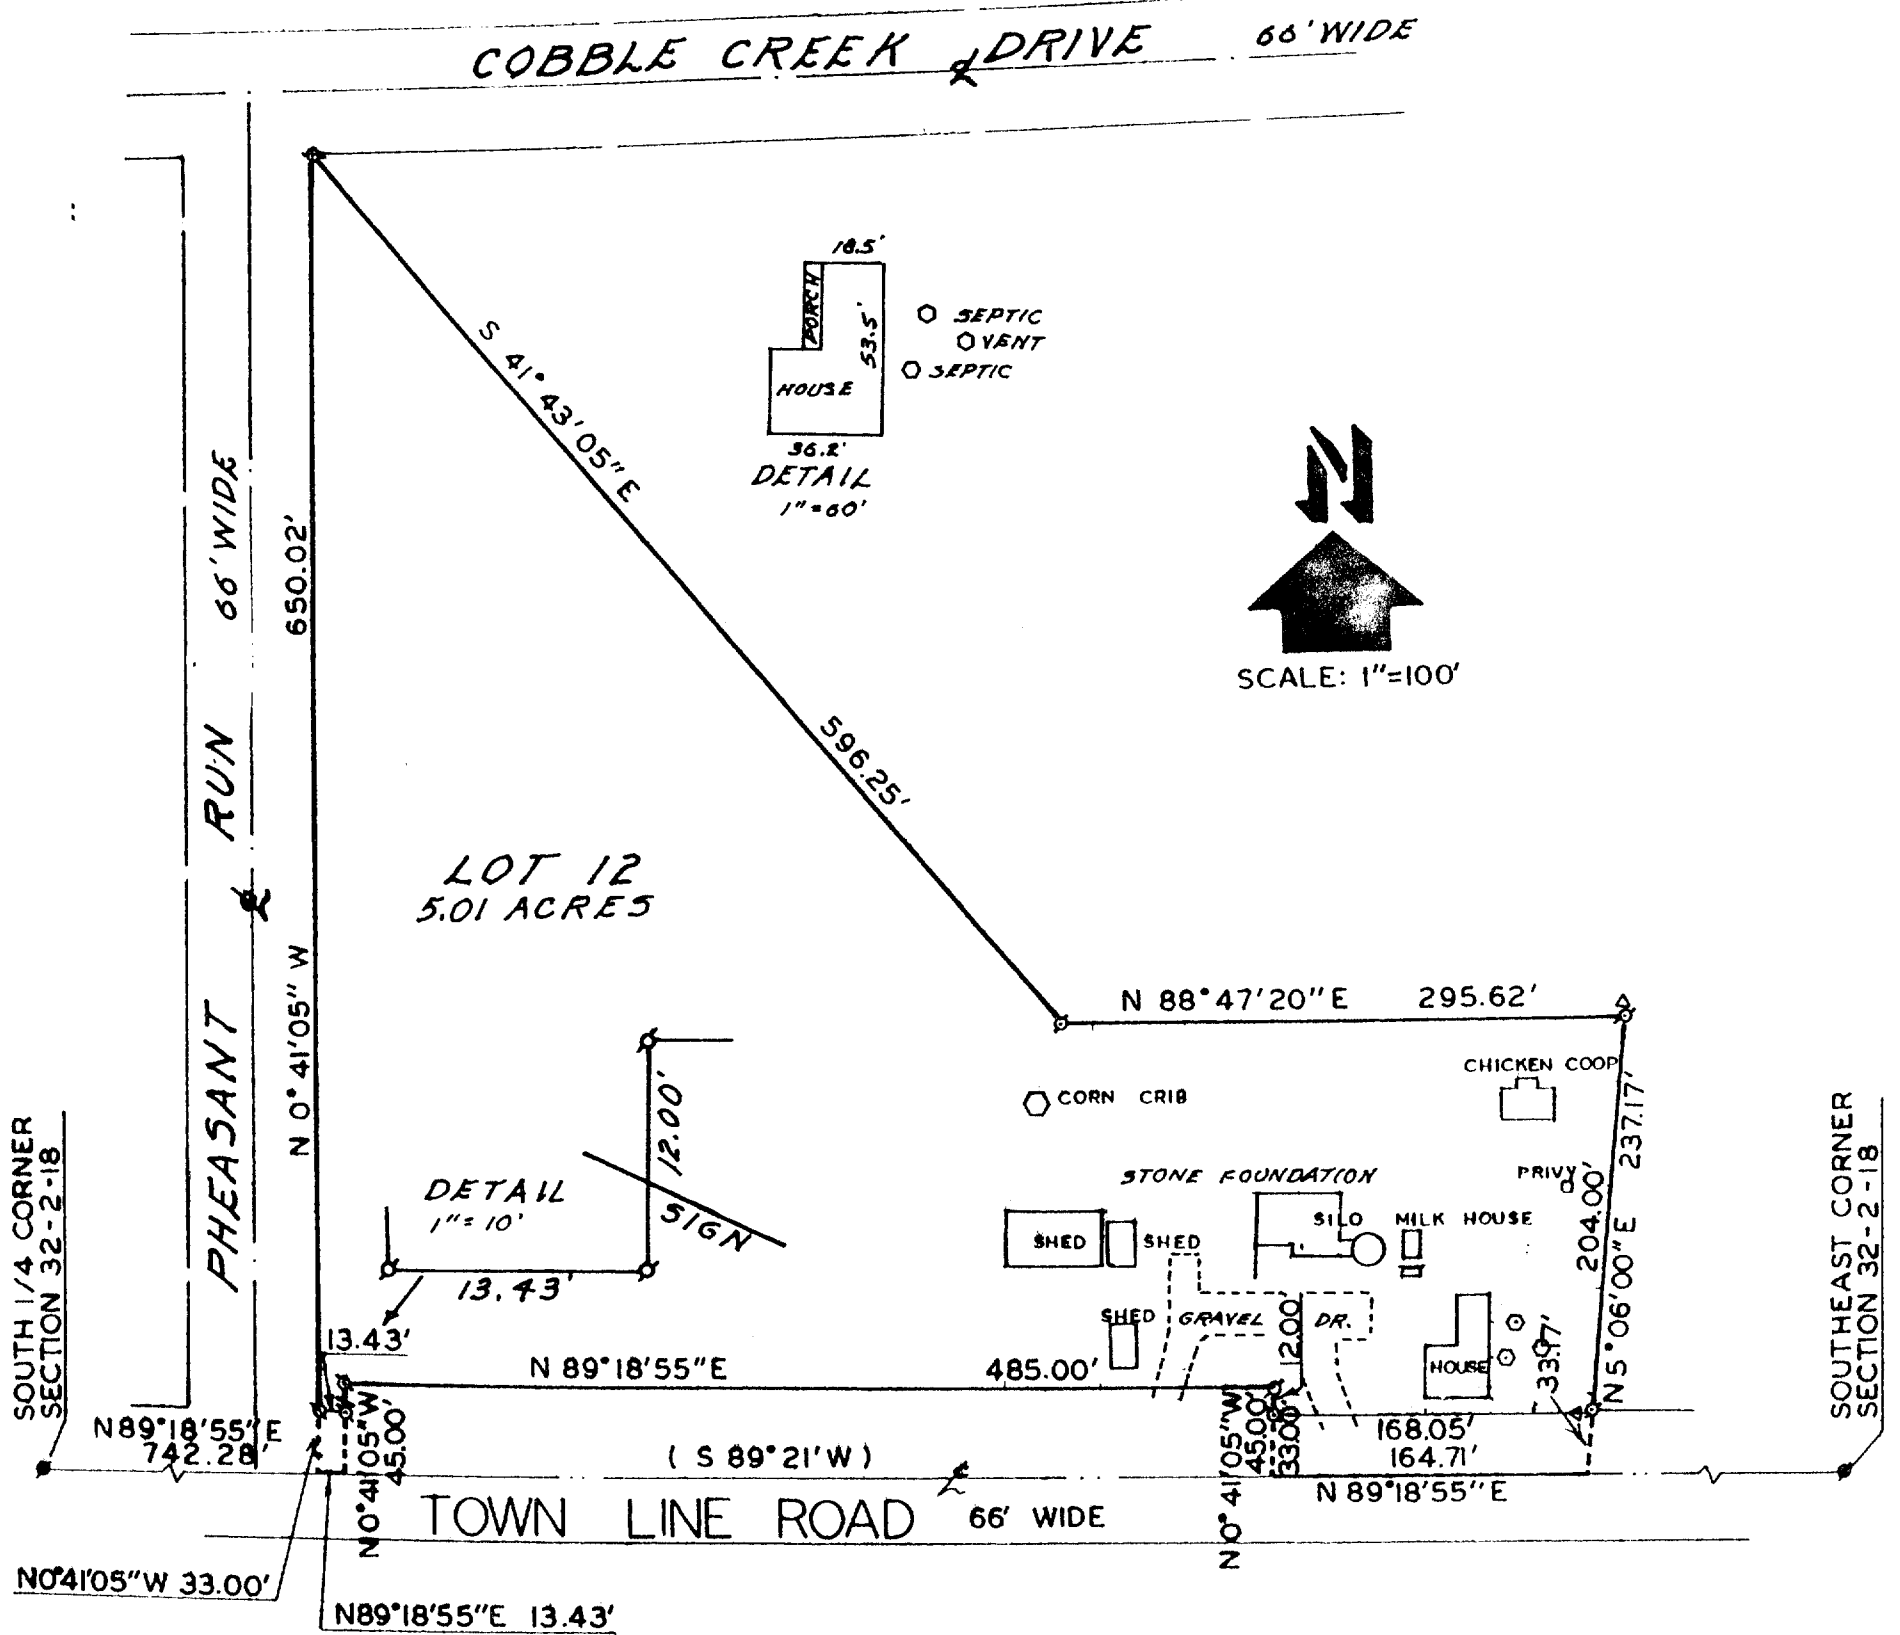 COBBLE CREEK DRIVE 66' WIDE
18.5'
PORCH
53.5'
SEPTIC
VENT
SEPTIC
HOUSE
36.2'
DETAIL
1"=60'
S 41° 43' 05" E
596.25'
N
SCALE: 1"=100'
PHEASANT RUN 66' WIDE
N 0° 41' 05" W
650.02'
LOT 12
5.01 ACRES
N 88° 47' 20" E 295.62'
CHICKEN COOP
CORN CRIB
237.17'
204.00'
N 5° 06' 00" E
33.17'
PRIVY
STONE FOUNDATION
SILO
MILK HOUSE
SHED
SHED
SHED
GRAVEL DR.
12.00
HOUSE
12.00'
SIGN
DETAIL
1"= 10'
13.43'
13.43'
N 89° 18' 55" E
485.00'
SOUTH 1/4 CORNER
SECTION 32-2-18
SOUTHEAST CORNER
SECTION 32-2-18
N 89° 18' 55" E
742.28'
N 0° 41' 05" W
45.00'
( S 89° 21' W )
N 0° 41' 05" W
45.00'
33.00'
168.05'
164.71'
N 89° 18' 55" E
TOWN LINE ROAD 66' WIDE
N 0° 41' 05" W 33.00'
N 89° 18' 55" E 13.43'